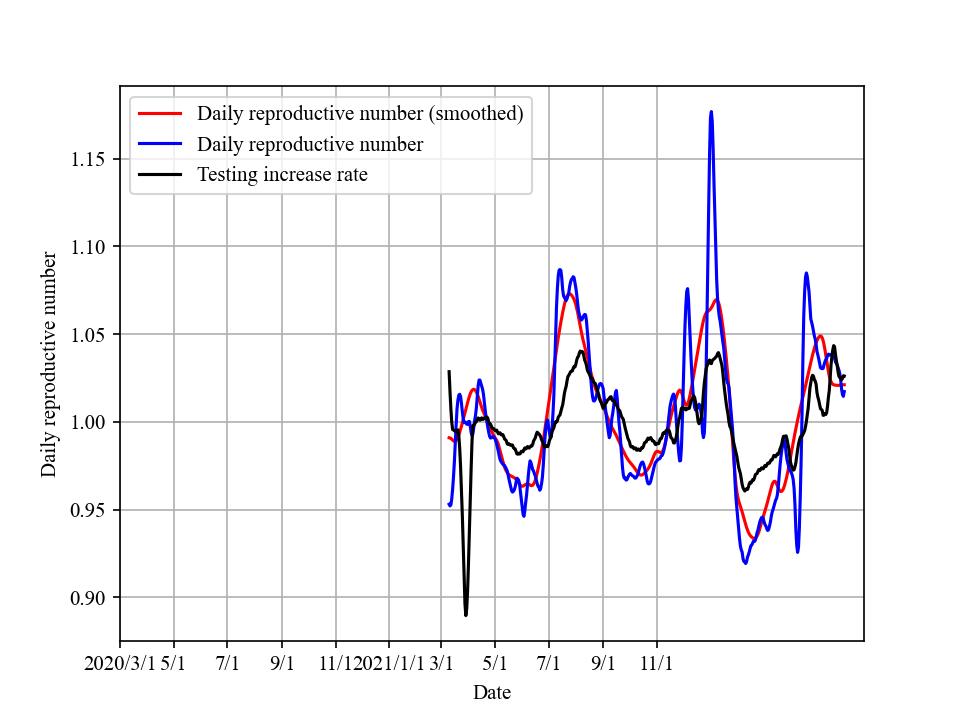 Daily reproductive number (smoothed)
Daily reproductive number
Testing increase rate
Daily reproductive number
1.15
1.10
1.05
1.00
0.95
0.90
2020/3/1 5/1 7/1 9/1 11/1 2021/1/1 3/1 5/1 7/1 9/1 11/1
Date